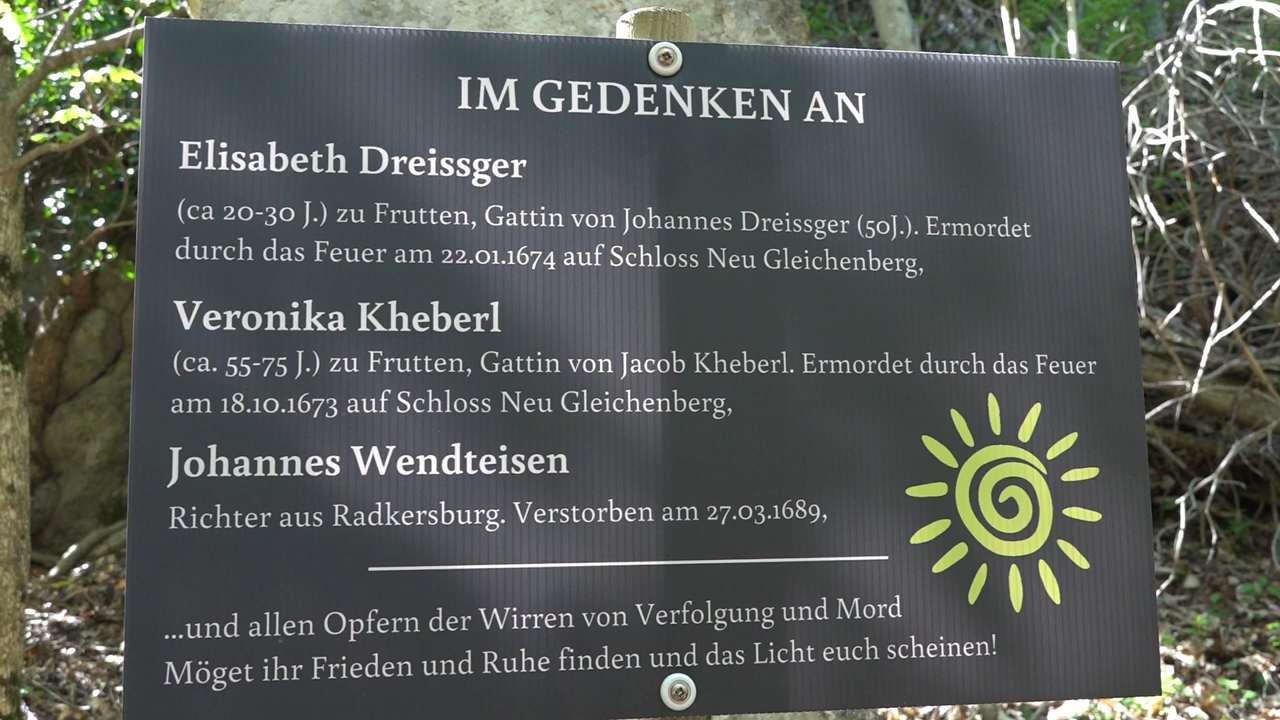 IM GEDENKEN AN
Elisabeth Dreissger
(ca 20-30 J.) zu Frutten, Gattin von Johannes Dreissger (50J.). Ermordet
durch das Feuer am 22.01.1674 auf Schloss Neu Gleichenberg,
Veronika Kheberl
(ca. 55-75 J.) zu Frutten, Gattin von Jacob Kheberl. Ermordet durch das Feuer
am 18.10.1673 auf Schloss Neu Gleichenberg,
Johannes Wendteisen
Richter aus Radkersburg. Verstorben am 27.03.1689,
...und allen Opfern der Wirren von Verfolgung und Mord
Möget ihr Frieden und Ruhe finden und das Licht euch scheinen!